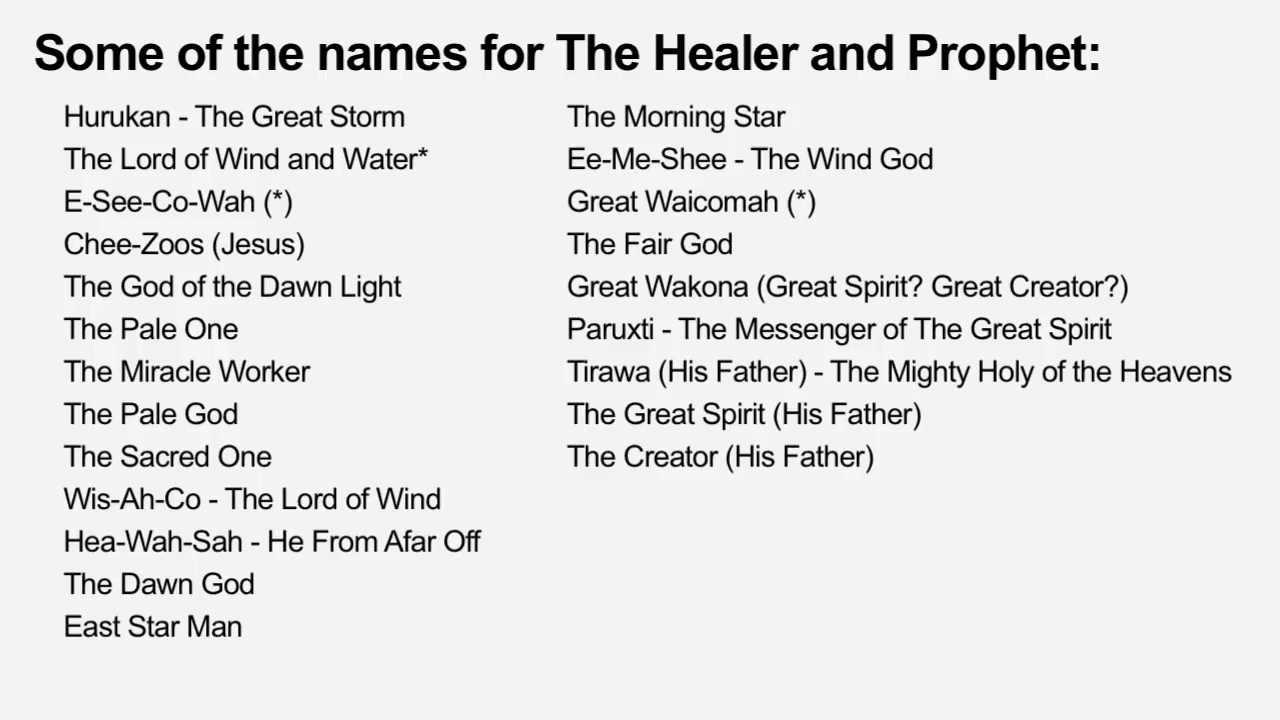 Some of the names for The Healer and Prophet:
Hurukan - The Great Storm
The Lord of Wind and Water*
E-See-Co-Wah (*)
Chee-Zoos (Jesus)
The God of the Dawn Light
The Pale One
The Miracle Worker
The Pale God
The Sacred One
Wis-Ah-Co - The Lord of Wind
Hea-Wah-Sah - He From Afar Off
The Dawn God
East Star Man
The Morning Star
Ee-Me-Shee - The Wind God
Great Waicomah (*)
The Fair God
Great Wakona (Great Spirit? Great Creator?)
Paruxti - The Messenger of The Great Spirit
Tirawa (His Father) - The Mighty Holy of the Heavens
The Great Spirit (His Father)
The Creator (His Father)